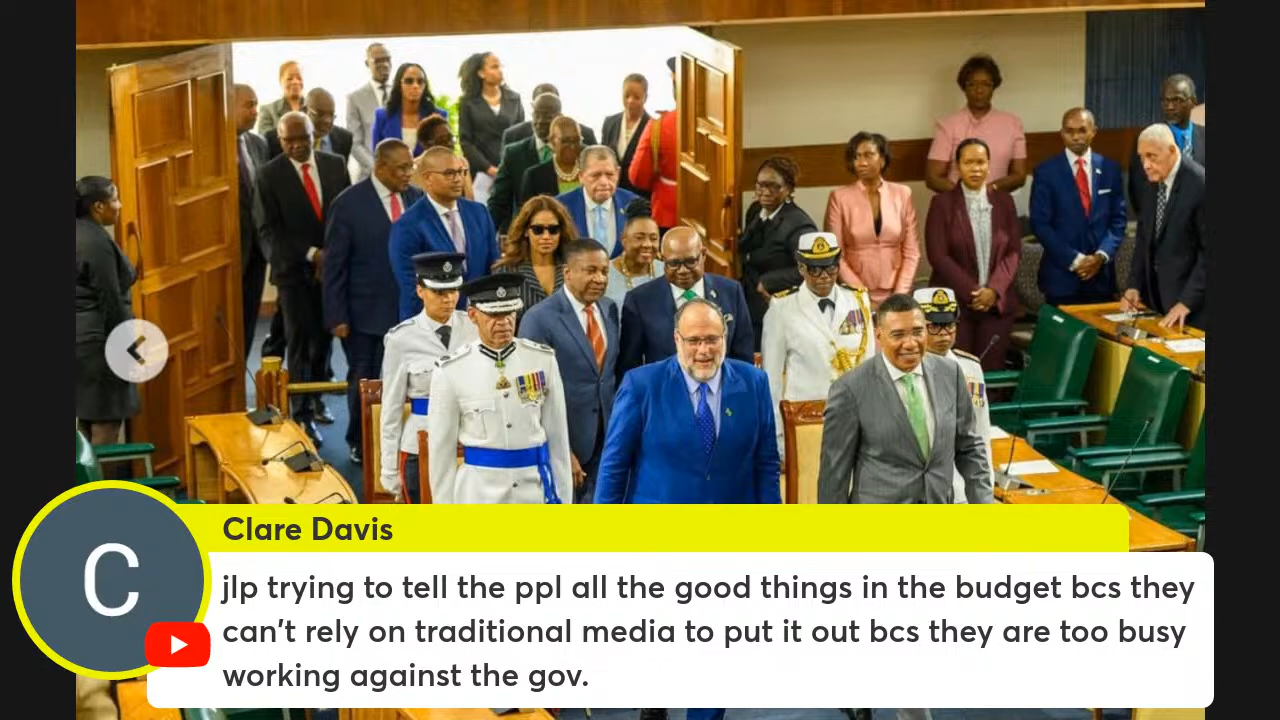 Clare Davis
jlp trying to tell the ppl all the good things in the budget bcs they
can't rely on traditional media to put it out bcs they are too busy
working against the gov.
C